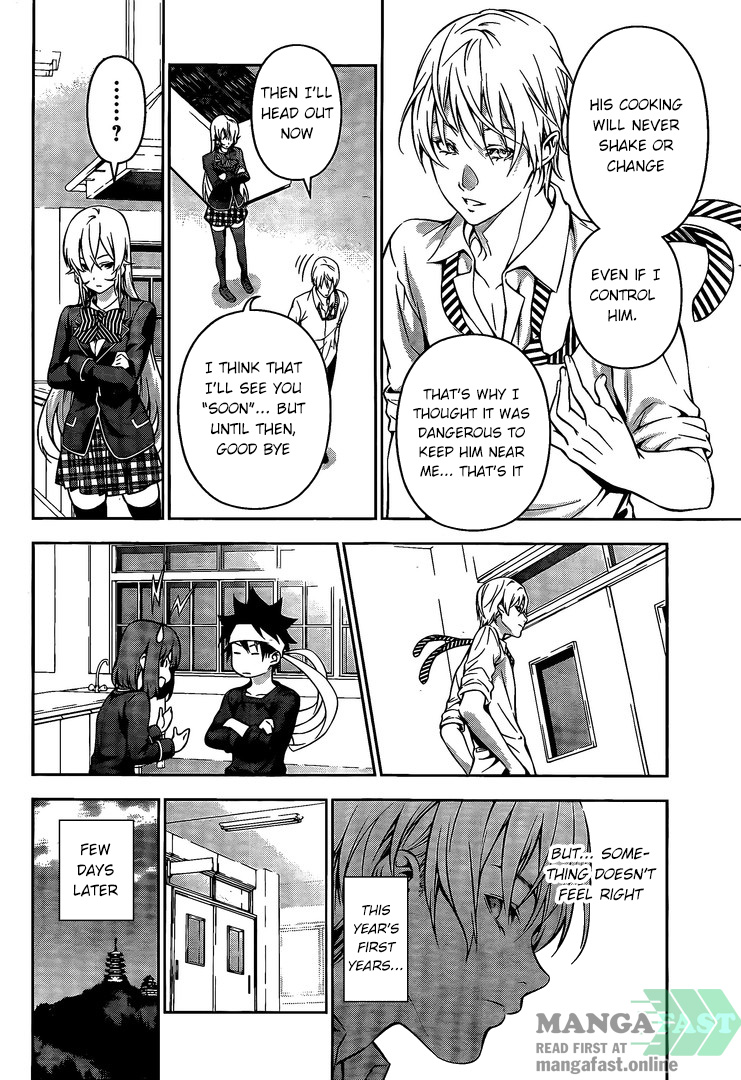 HIS COOKING
WILL NEVER
SHAKE OR
CHANGE
EVEN IF I
CONTROL
HIM.
THAT'S WHY I
THOUGHT IT WAS
DANGEROUS TO
KEEP HIM NEAR
ME... THAT'S IT
THEN I'LL
HEAD OUT
NOW
I THINK THAT
I'LL SEE YOU
"SOON"... BUT
UNTIL THEN,
GOOD BYE
......?
BUT... SOME-
THING DOESN'T
FEEL RIGHT
THIS
YEAR'S
FIRST
YEARS...
FEW
DAYS
LATER
MANGAFAST
READ FIRST AT
mangafast.online